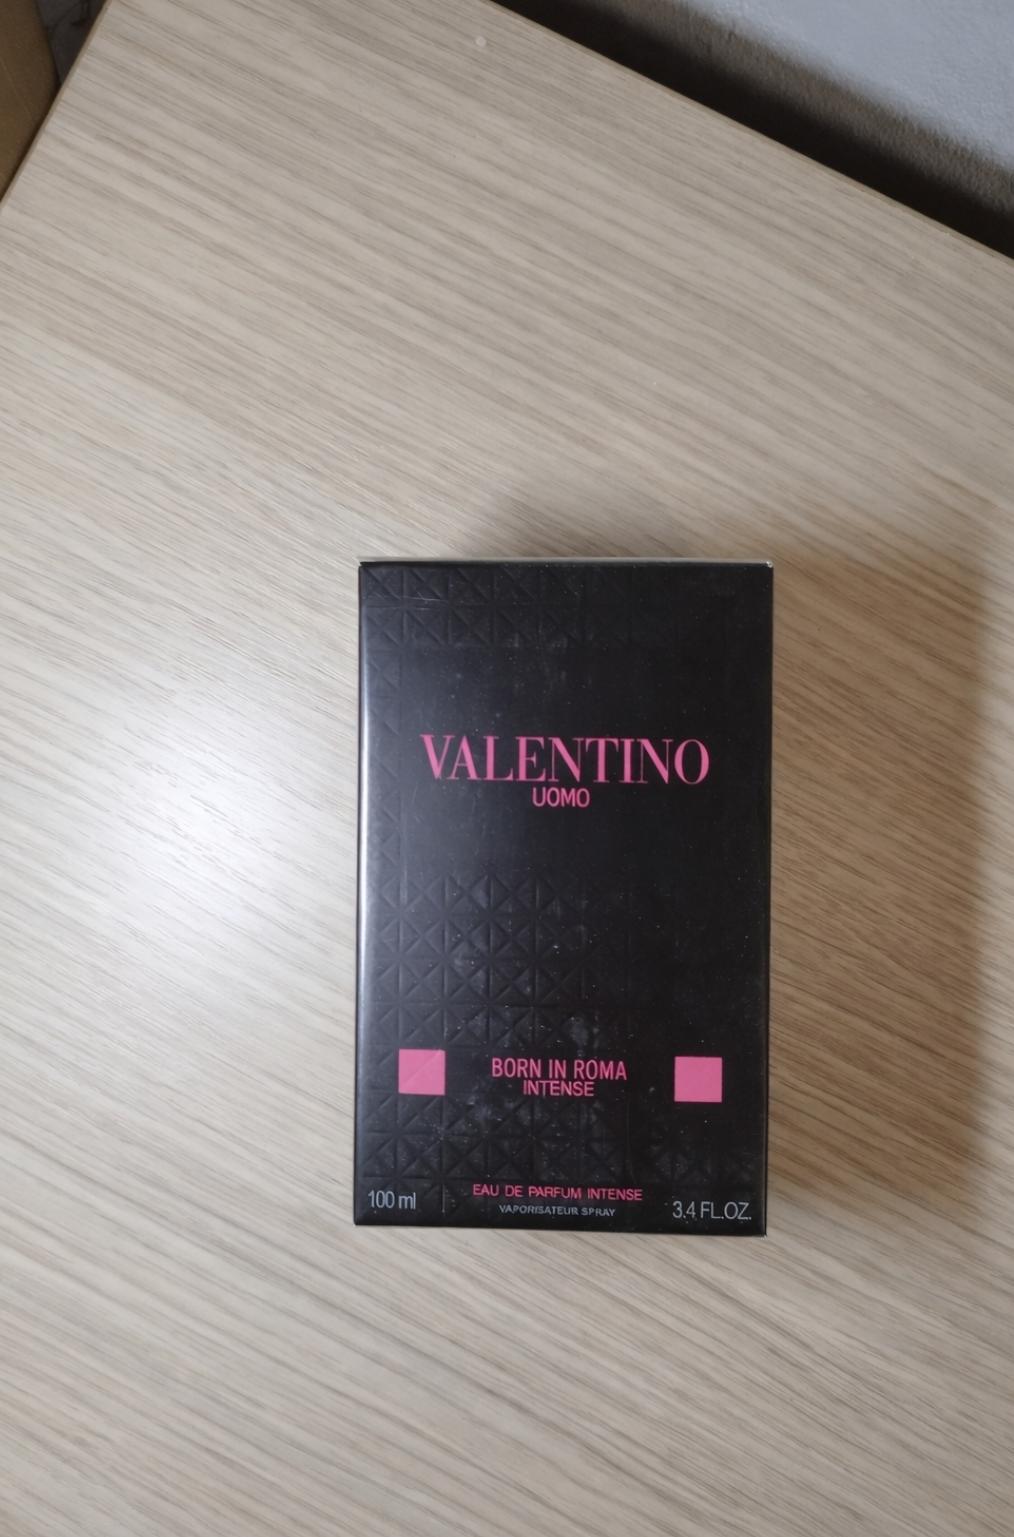 VALENTINO
UOMO
BORN IN ROMA
INTENSE
EAU DE PARFUM INTENSE
VAPORISATEUR SPRAY
100 ml
3.4 FL.OZ.